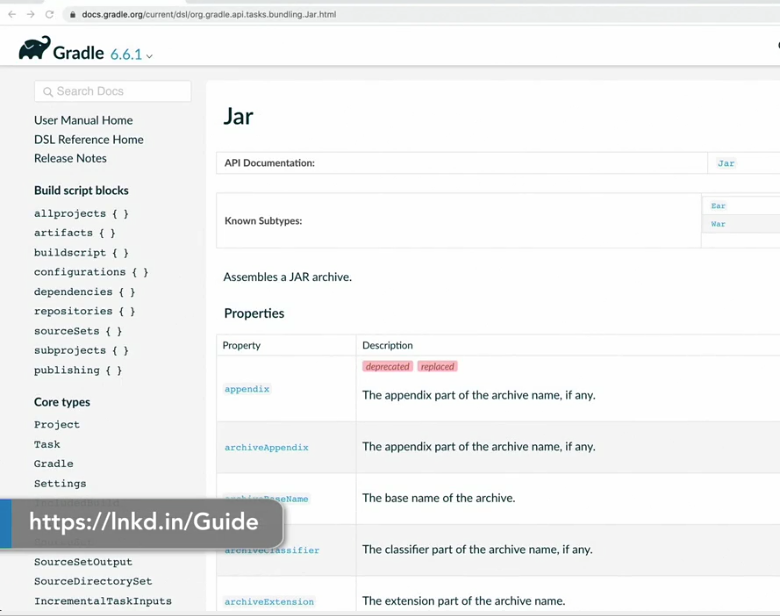 docs.gradle.org/current/dsl/org.gradle.api.tasks.bundling.Jar.html
Gradle 6.6.1
Search Docs
User Manual Home
DSL Reference Home
Release Notes
Build script blocks
allprojects { }
artifacts { }
buildscript { }
configurations { }
dependencies { }
repositories { }
sourceSets { }
subprojects { }
publishing { }
Core types
Project
Task
Gradle
Settings
https://lnkd.in/Guide
SourceSetOutput
SourceDirectorySet
IncrementalTaskInputs
Jar
API Documentation:
Jar
Known Subtypes:
Ear
War
Assembles a JAR archive.
Properties
Property
Description
appendix
deprecated replaced
The appendix part of the archive name, if any.
archiveAppendix
The appendix part of the archive name, if any.
archiveBaseName
The base name of the archive.
archiveClassifier
The classifier part of the archive name, if any.
archiveExtension
The extension part of the archive name.